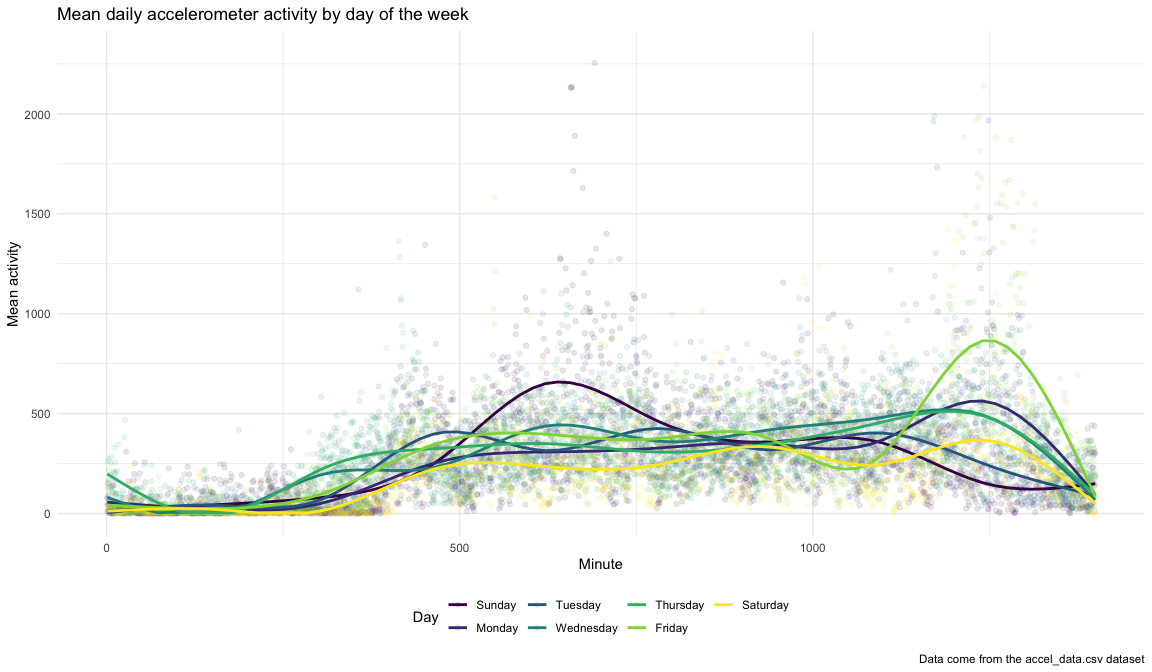 Mean daily accelerometer activity by day of the week
Mean activity
2000
1500
1000
500
0
0 500 1000
Minute
Day
Sunday Tuesday Thursday Saturday
Monday Wednesday Friday
Data come from the accel_data.csv dataset